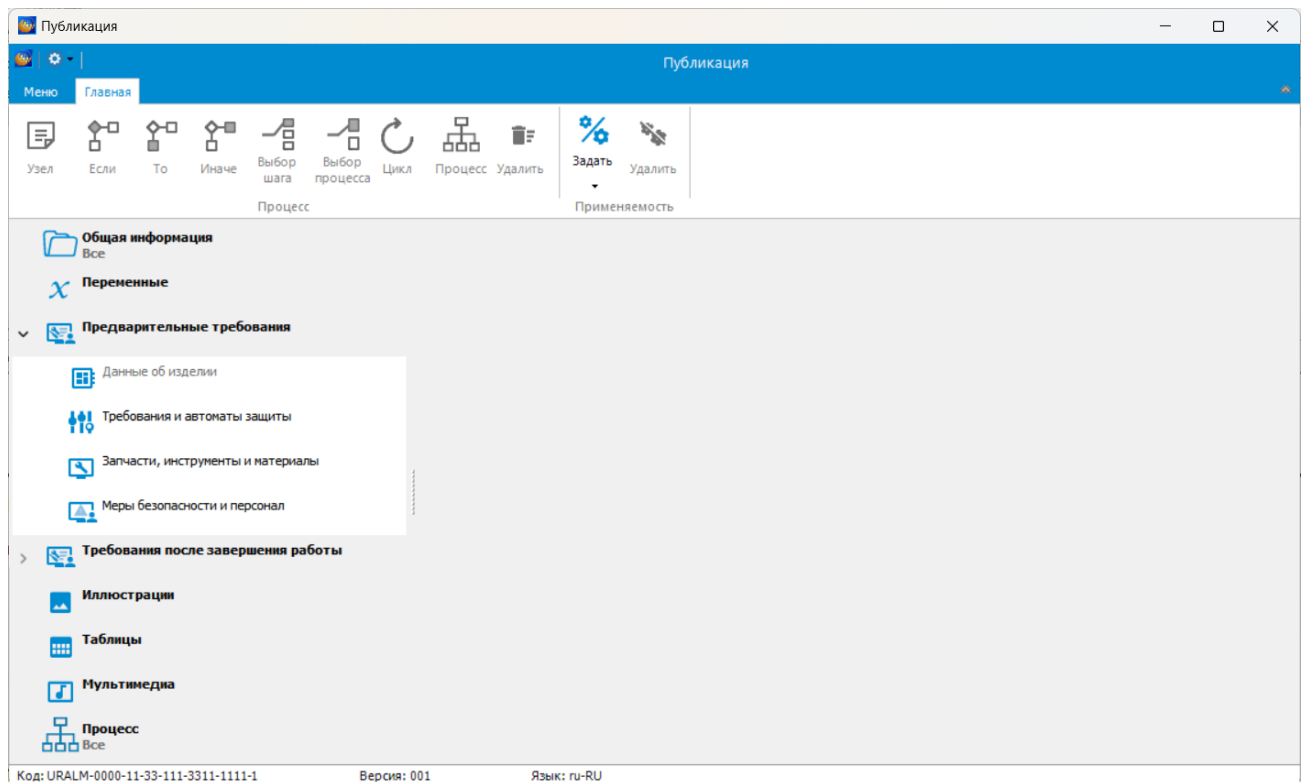 Публикация
Публикация
Меню Главная
Узел Если То Иначе Выбор шага Выбор процесса Цикл Процесс Удалить Задать Удалить
Процесс Применяемость
Общая информация
Все
Переменные
Предварительные требования
Данные об изделии
Требования и автоматы защиты
Запчасти, инструменты и материалы
Меры безопасности и персонал
Требования после завершения работы
Иллюстрации
Таблицы
Мультимедиа
Процесс
Все
Код: URALM-0000-11-33-111-3311-1111-1 Версия: 001 Язык: ru-RU